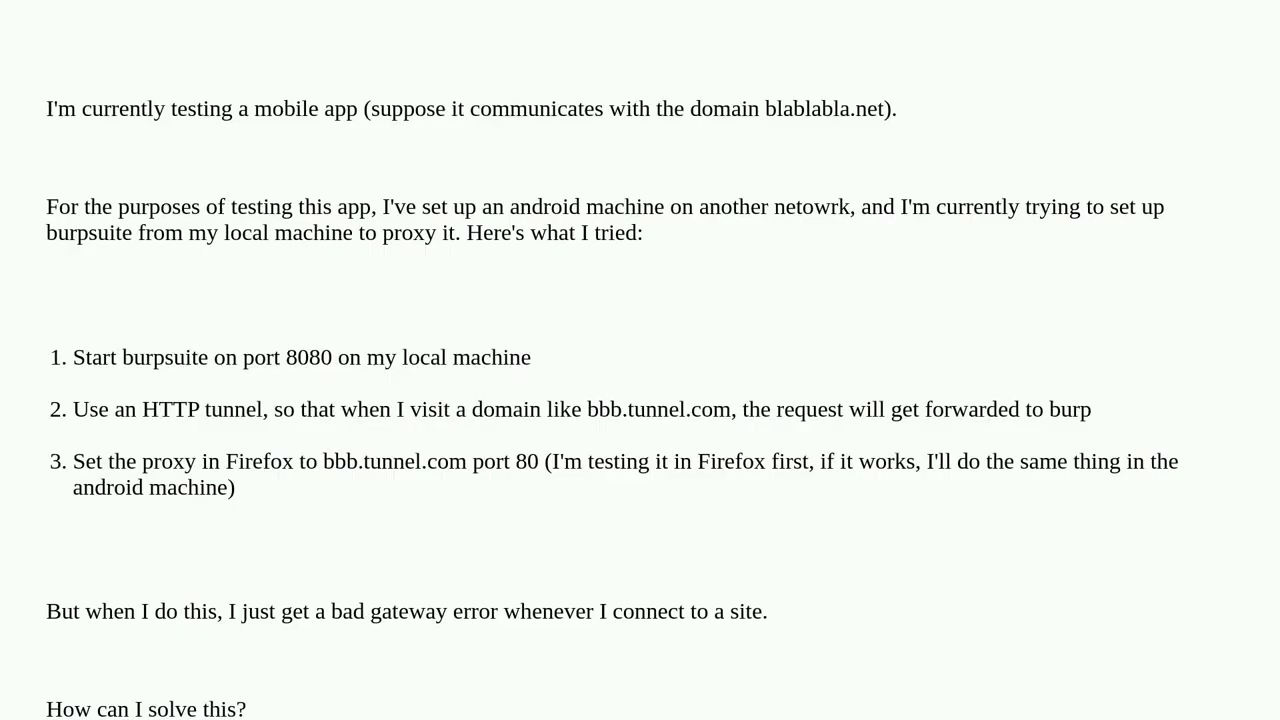 I'm currently testing a mobile app (suppose it communicates with the domain blablabla.net).
For the purposes of testing this app, I've set up an android machine on another netowrk, and I'm currently trying to set up
burpsuite from my local machine to proxy it. Here's what I tried:
1. Start burpsuite on port 8080 on my local machine
2. Use an HTTP tunnel, so that when I visit a domain like bbb.tunnel.com, the request will get forwarded to burp
3. Set the proxy in Firefox to bbb.tunnel.com port 80 (I'm testing it in Firefox first, if it works, I'll do the same thing in the
android machine)
But when I do this, I just get a bad gateway error whenever I connect to a site.
How can I solve this?